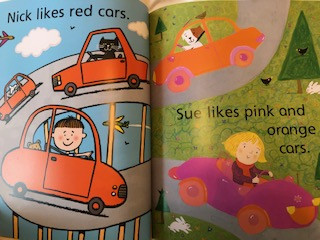 Nick likes red cars.
Sue likes pink and
orange
cars.